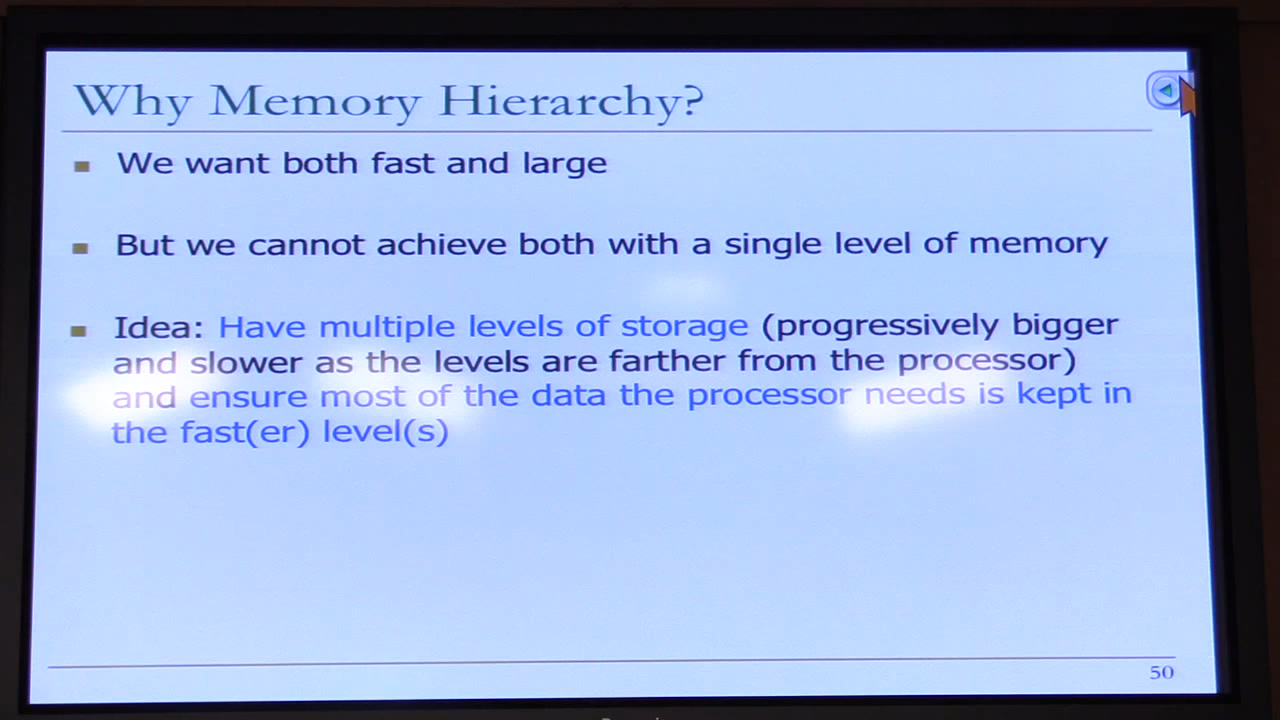 Why Memory Hierarchy?
We want both fast and large
But we cannot achieve both with a single level of memory
Idea: Have multiple levels of storage (progressively bigger
and slower as the levels are farther from the processor)
and ensure most of the data the processor needs is kept in
the fast(er) level(s)
50